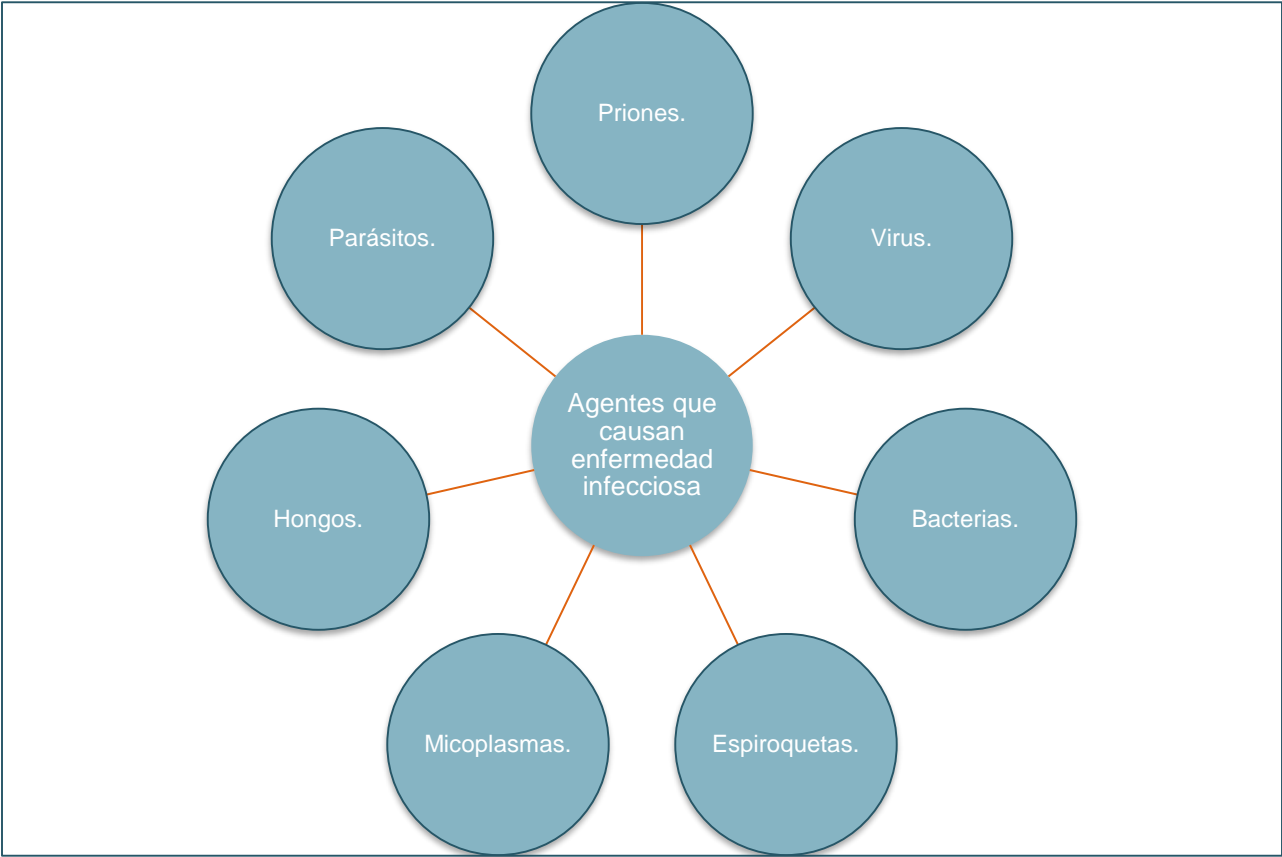 Priones.
Parásitos.
Virus.
Agentes que
causan
enfermedad
infecciosa
Hongos.
Bacterias.
Micoplasmas.
Espiroquetas.